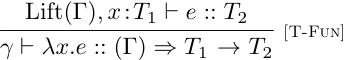 Lift(Γ), x : T₁ ⊢ e :: T₂
γ ⊢ λx.e :: (Γ) ⇒ T₁ → T₂ [T-Fun]